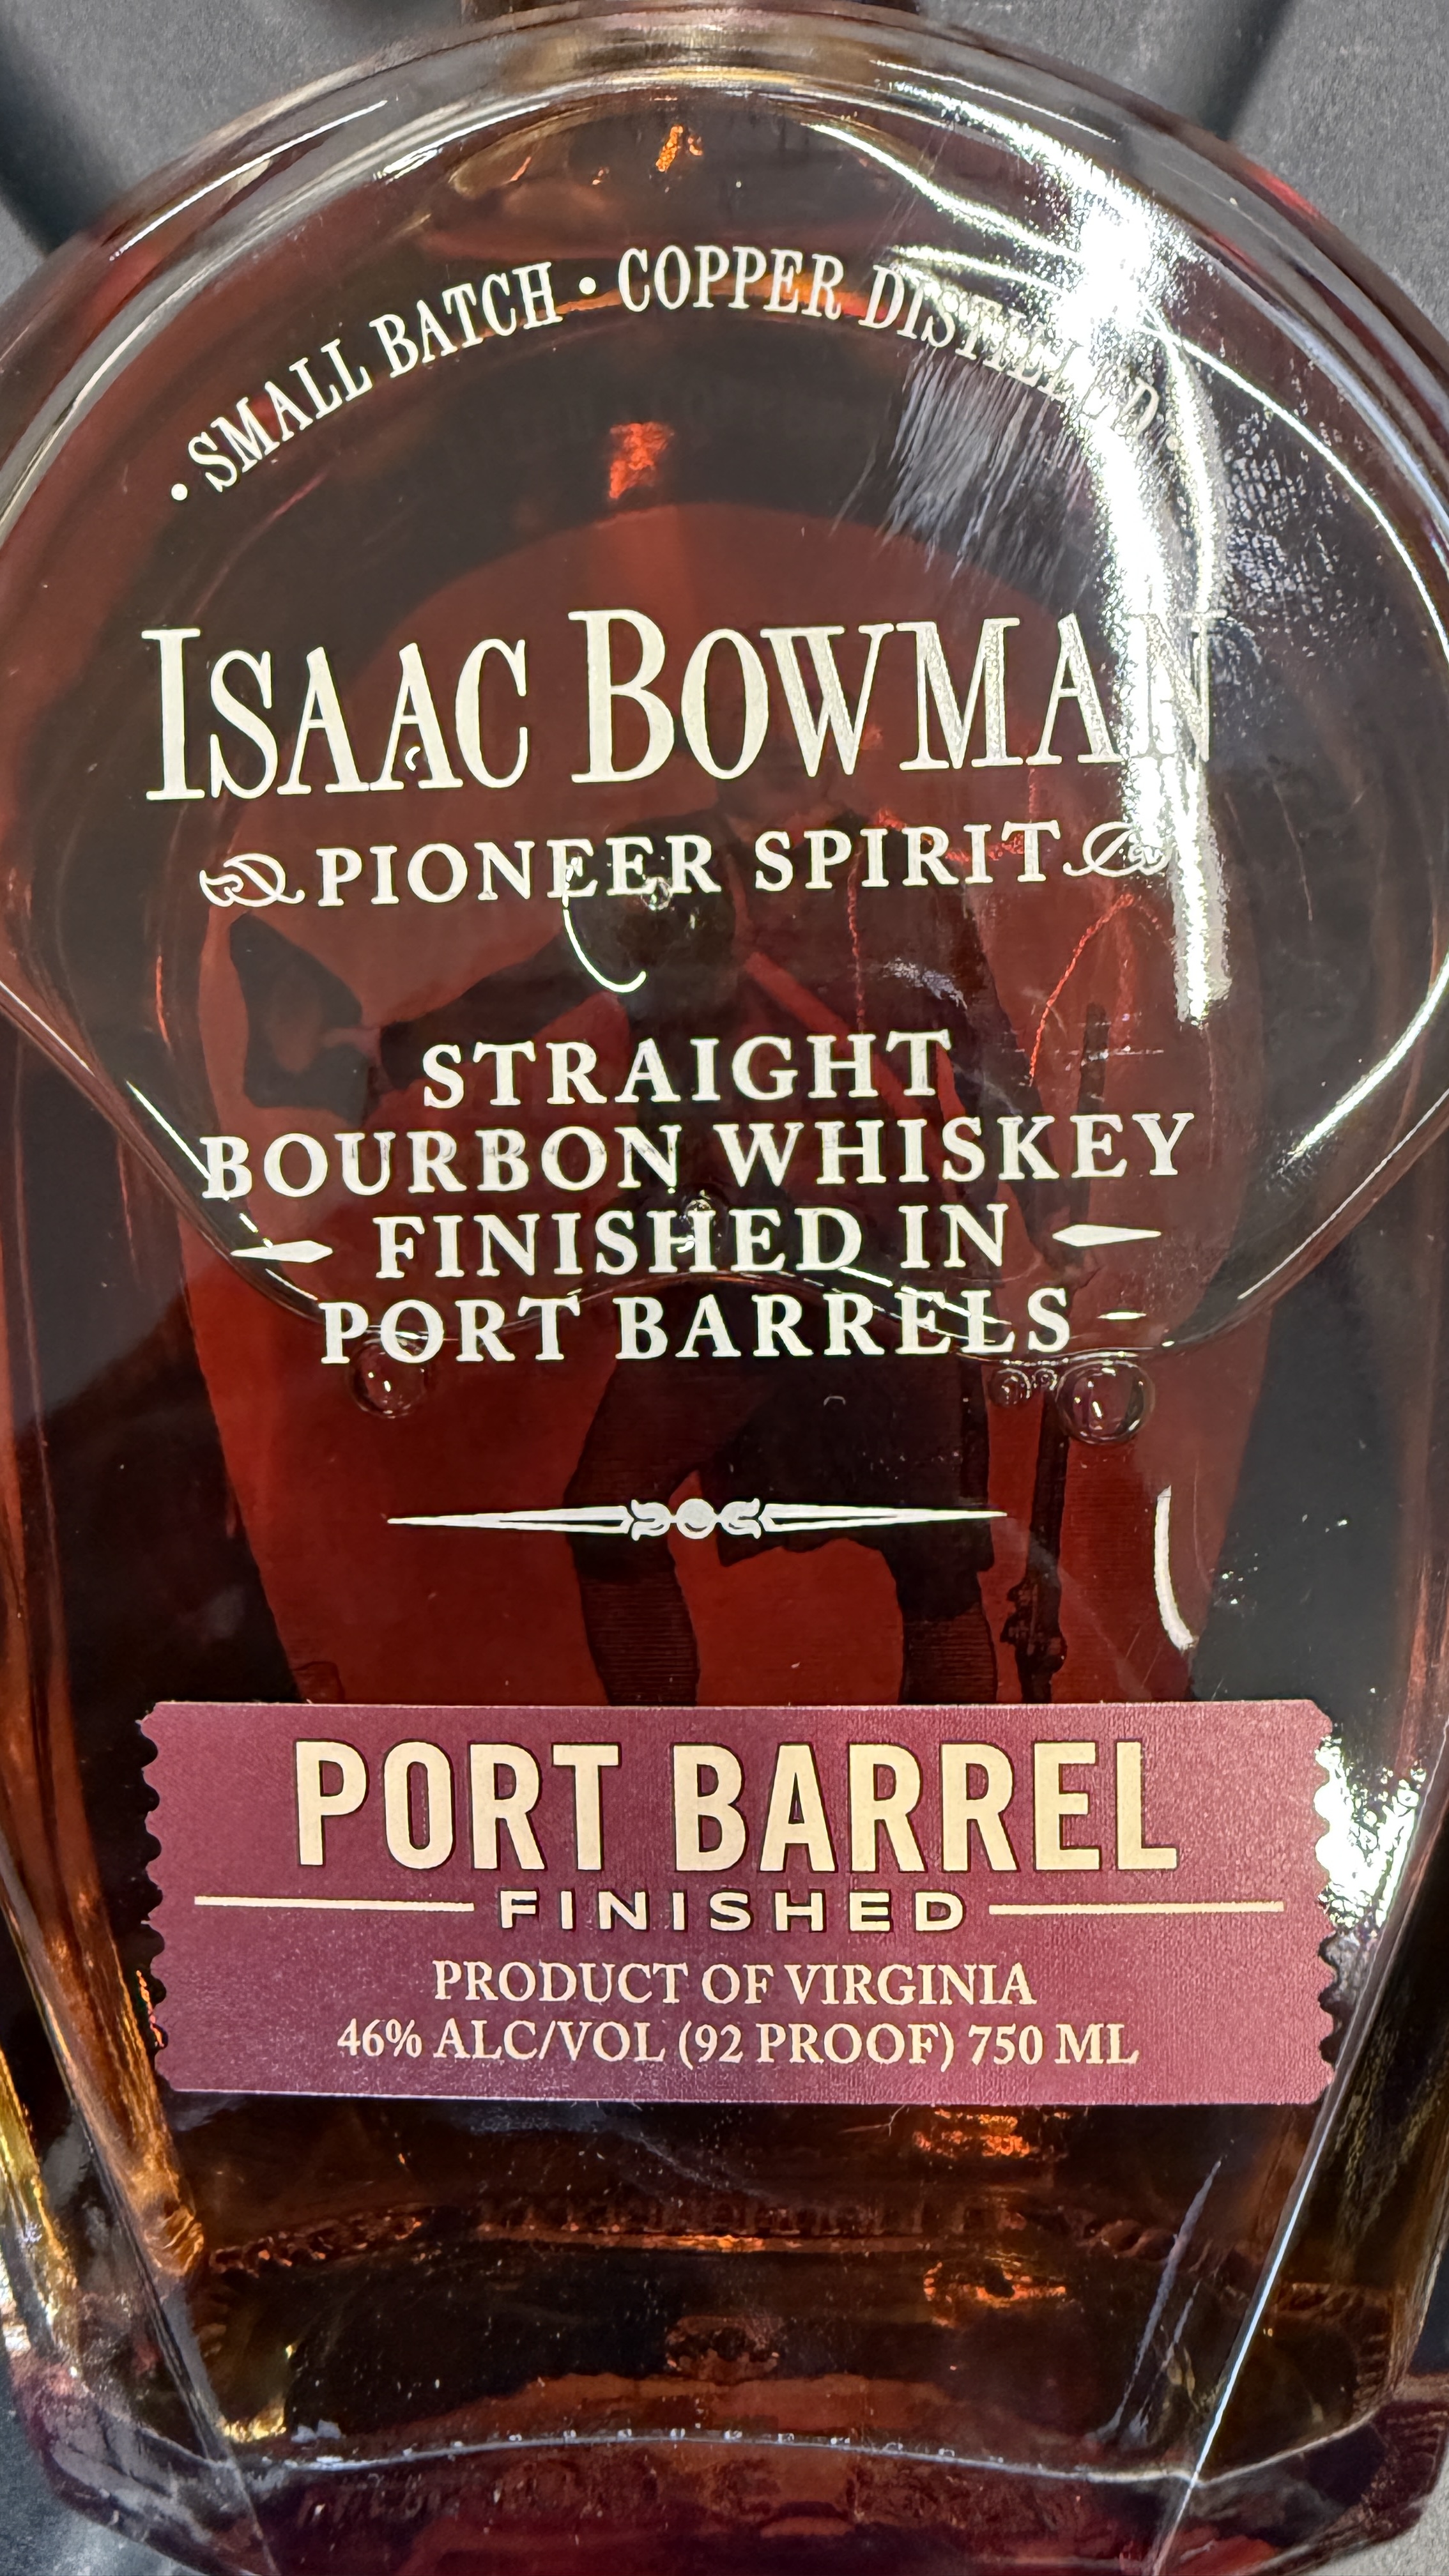 • SMALL BATCH • COPPER DISTILLED •
ISAAC BOWMAN
PIONEER SPIRIT
STRAIGHT
BOURBON WHISKEY
FINISHED IN
PORT BARRELS
PORT BARREL
FINISHED
PRODUCT OF VIRGINIA
46% ALC/VOL (92 PROOF) 750 ML